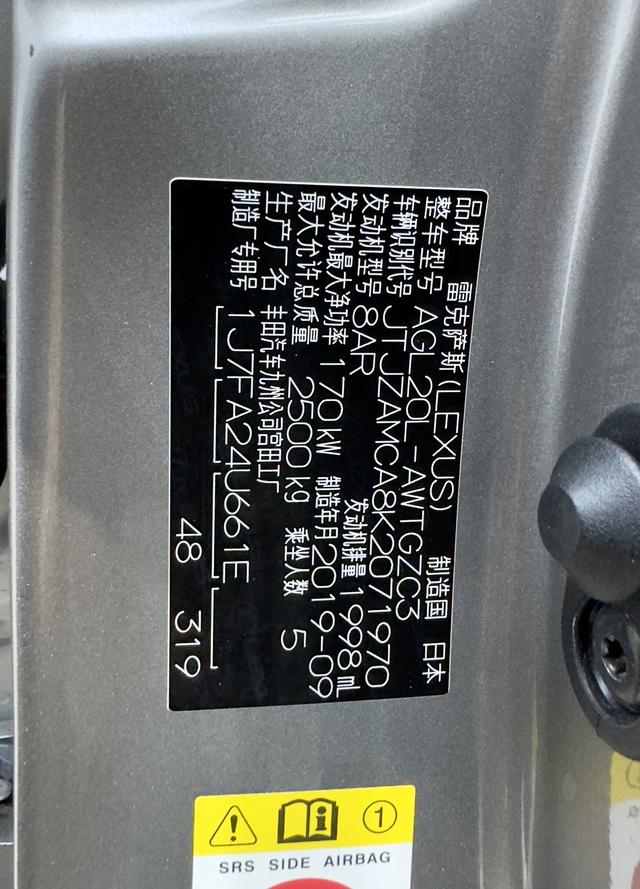 品牌 雷克萨斯(LEXUS) 制造国 日本
整车型号 AGL20L-AWTGZC3
车辆识别代号 JTJZAMCA8K2071970
发动机型号 8AR 发动机排量 1998mL
发动机最大净功率 170kW 制造年月 2019-09
最大允许总质量 2500kg 乘坐人数 5
生产厂名 丰田汽车九州公司宫田工厂
制造厂专用号 1J7FA24U661E
48 319
1
SRS SIDE AIRBAG